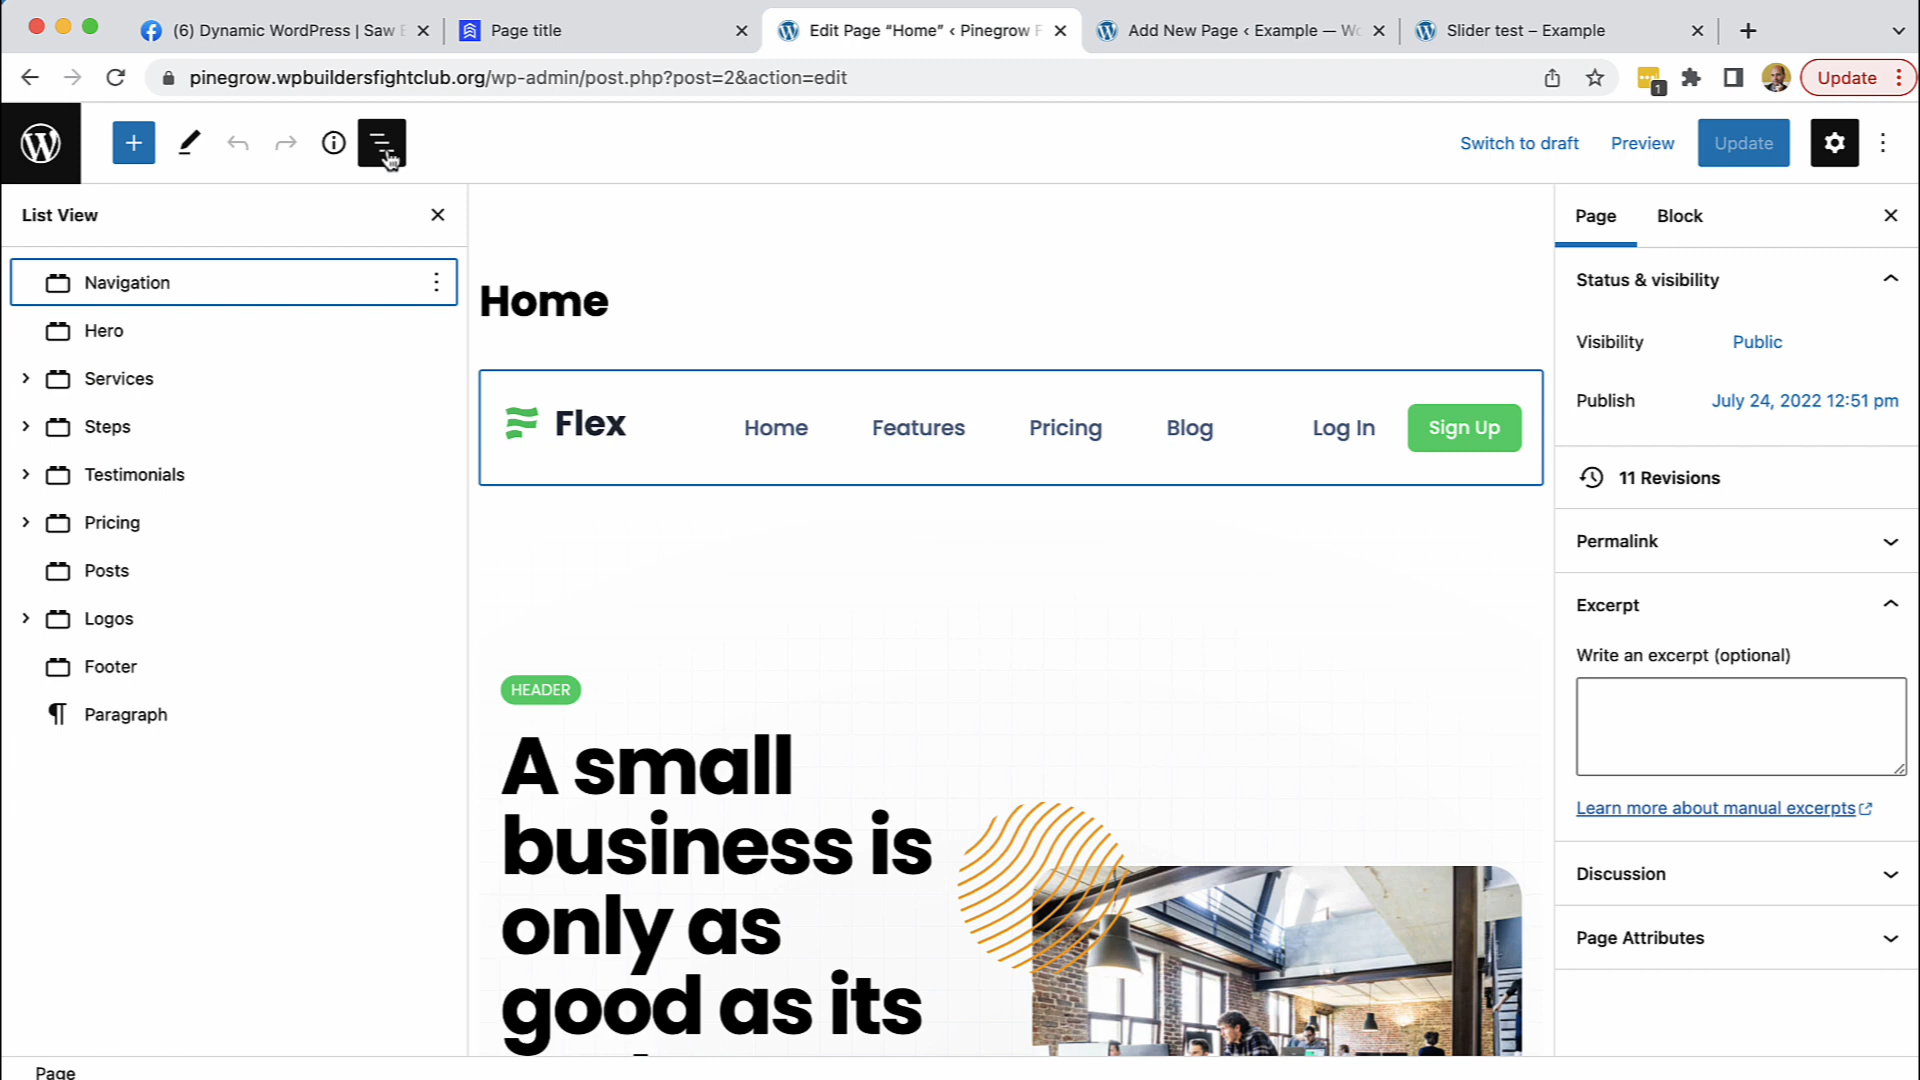 (6) Dynamic WordPress | Saw
Page title
Edit Page “Home” ‹ Pinegrow F
Add New Page ‹ Example — Wo
Slider test – Example
pinegrow.wpbuildersfightclub.org/wp-admin/post.php?post=2&action=edit
1
Update
Switch to draft
Preview
Update
List View
Navigation
Hero
Services
Steps
Testimonials
Pricing
Posts
Logos
Footer
Paragraph
Home
Flex
Home
Features
Pricing
Blog
Log In
Sign Up
HEADER
A small
business is
only as
good as its
Page
Block
Status & visibility
Visibility
Public
Publish
July 24, 2022 12:51 pm
11 Revisions
Permalink
Excerpt
Write an excerpt (optional)
Learn more about manual excerpts
Discussion
Page Attributes
Page